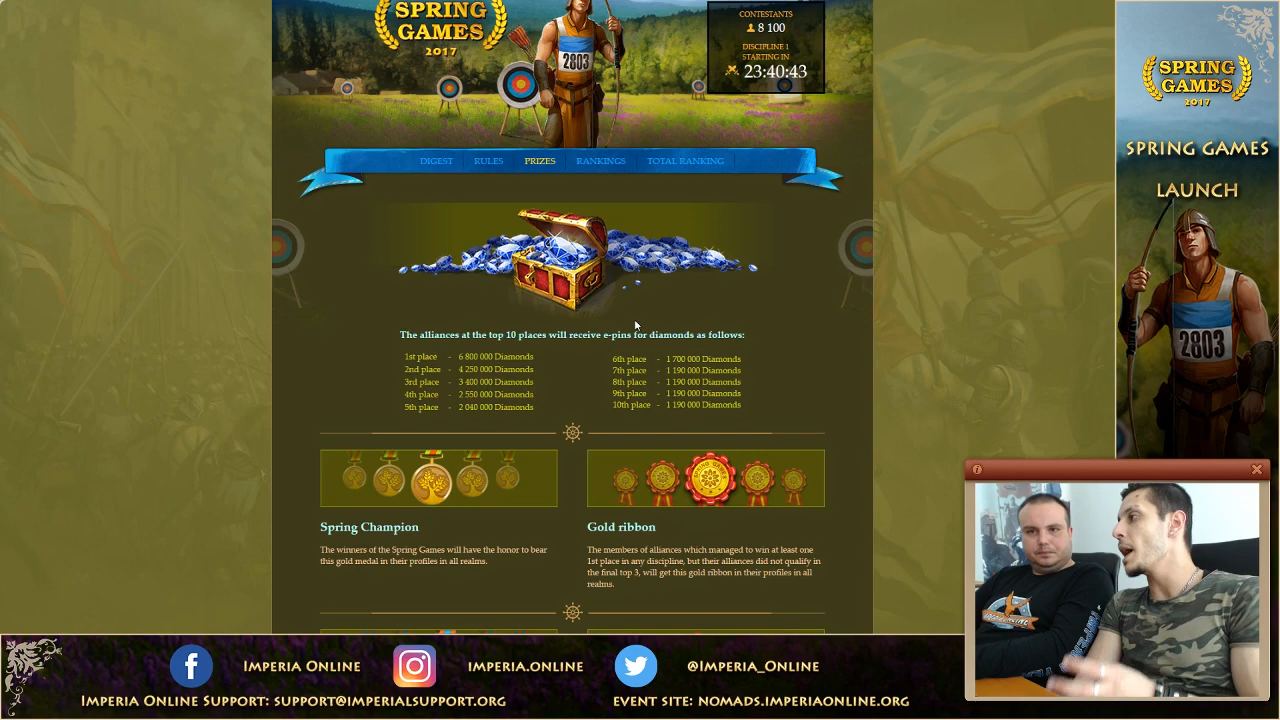 SPRING
GAMES
2017
2803
CONTESTANTS
8 100
DISCIPLINE 1
STARTING IN
23:40:43
DIGEST
RULES
PRIZES
RANKINGS
TOTAL RANKING
The alliances at the top 10 places will receive e-pins for diamonds as follows:
1st place - 6 800 000 Diamonds
2nd place - 4 250 000 Diamonds
3rd place - 3 400 000 Diamonds
4th place - 2 550 000 Diamonds
5th place - 2 040 000 Diamonds
6th place - 1 700 000 Diamonds
7th place - 1 190 000 Diamonds
8th place - 1 190 000 Diamonds
9th place - 1 190 000 Diamonds
10th place - 1 190 000 Diamonds
Spring Champion
The winners of the Spring Games will have the honor to bear
this gold medal in their profiles in all realms.
Gold ribbon
The members of alliances which managed to win at least one
1st place in any discipline, but their alliances did not qualify in
the final top 3, will get this gold ribbon in their profiles in all
realms.
SPRING
GAMES
2017
SPRING GAMES
LAUNCH
2803
IMPERIA ONLINE
IMPERIA.ONLINE
@IMPERIA_ONLINE
IMPERIA ONLINE SUPPORT: SUPPORT@IMPERIALSUPPORT.ORG
EVENT SITE: NOMADS.IMPERIAONLINE.ORG